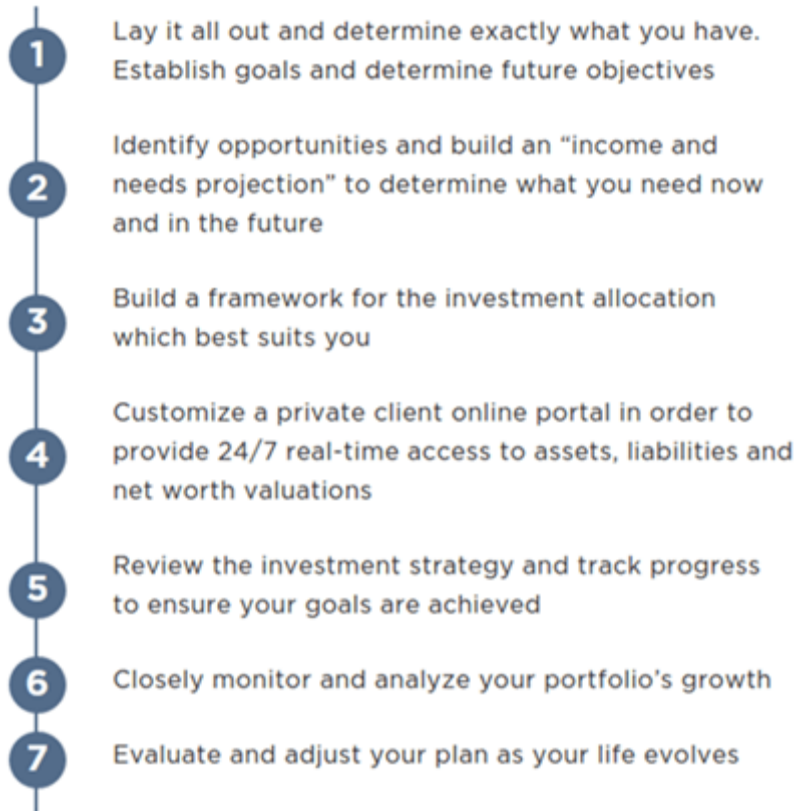 1
Lay it all out and determine exactly what you have.
Establish goals and determine future objectives
2
Identify opportunities and build an “income and
needs projection” to determine what you need now
and in the future
3
Build a framework for the investment allocation
which best suits you
4
Customize a private client online portal in order to
provide 24/7 real-time access to assets, liabilities and
net worth valuations
5
Review the investment strategy and track progress
to ensure your goals are achieved
6
Closely monitor and analyze your portfolio’s growth
7
Evaluate and adjust your plan as your life evolves